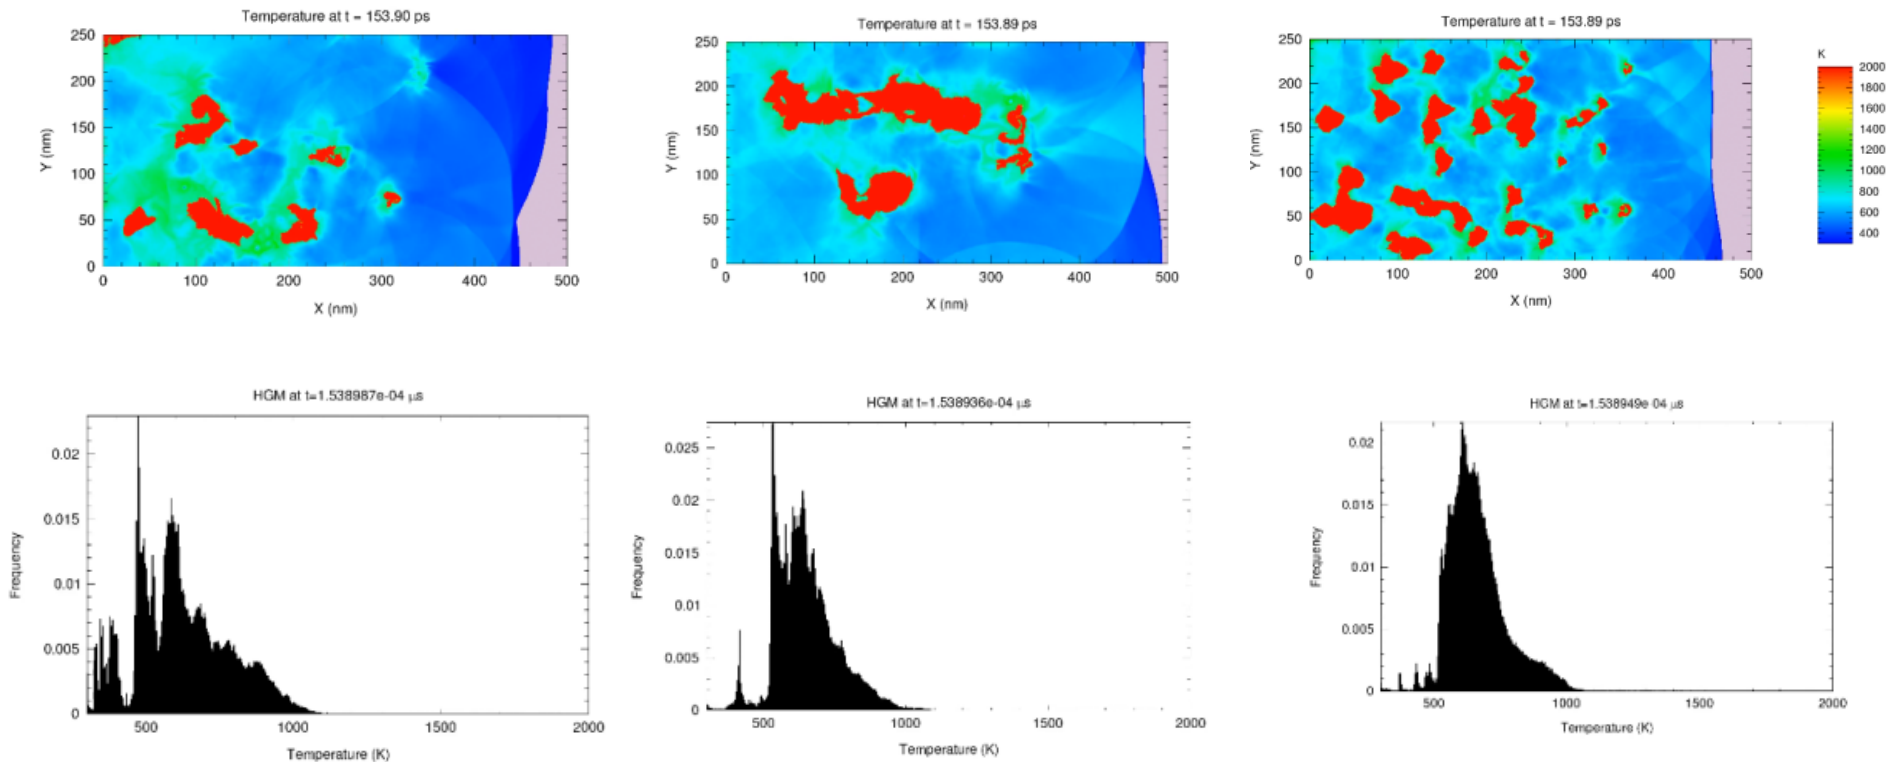 Temperature at t = 153.90 ps
250
200
150
100
50
0
Y (nm)
0 100 200 300 400 500
X (nm)
Temperature at t = 153.89 ps
250
200
150
100
50
0
Y (nm)
0 100 200 300 400 500
X (nm)
Temperature at t = 153.89 ps
250
200
150
100
50
0
Y (nm)
0 100 200 300 400 500
X (nm)
K
2000
1800
1600
1400
1200
1000
800
600
400
HGM at t=1.538987e-04 μs
0.02
0.015
0.01
0.005
0
Frequency
500 1000 1500 2000
Temperature (K)
HGM at t=1.538936e-04 μs
0.025
0.02
0.015
0.01
0.005
0
Frequency
500 1000 1500 2000
Temperature (K)
HGM at t=1.538949e-04 μs
0.02
0.015
0.01
0.005
0
Frequency
500 1000 1500 2000
Temperature (K)